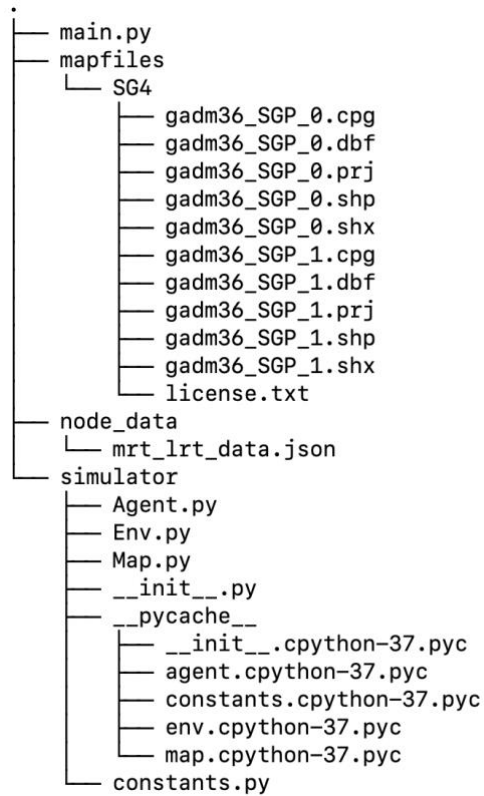 .
├── main.py
├── mapfiles
│   └── SG4
│       ├── gadm36_SGP_0.cpg
│       ├── gadm36_SGP_0.dbf
│       ├── gadm36_SGP_0.prj
│       ├── gadm36_SGP_0.shp
│       ├── gadm36_SGP_0.shx
│       ├── gadm36_SGP_1.cpg
│       ├── gadm36_SGP_1.dbf
│       ├── gadm36_SGP_1.prj
│       ├── gadm36_SGP_1.shp
│       ├── gadm36_SGP_1.shx
│       └── license.txt
├── node_data
│   └── mrt_lrt_data.json
└── simulator
    ├── Agent.py
    ├── Env.py
    ├── Map.py
    ├── __init__.py
    ├── __pycache__
    │   ├── __init__.cpython-37.pyc
    │   ├── agent.cpython-37.pyc
    │   ├── constants.cpython-37.pyc
    │   ├── env.cpython-37.pyc
    │   └── map.cpython-37.pyc
    └── constants.py